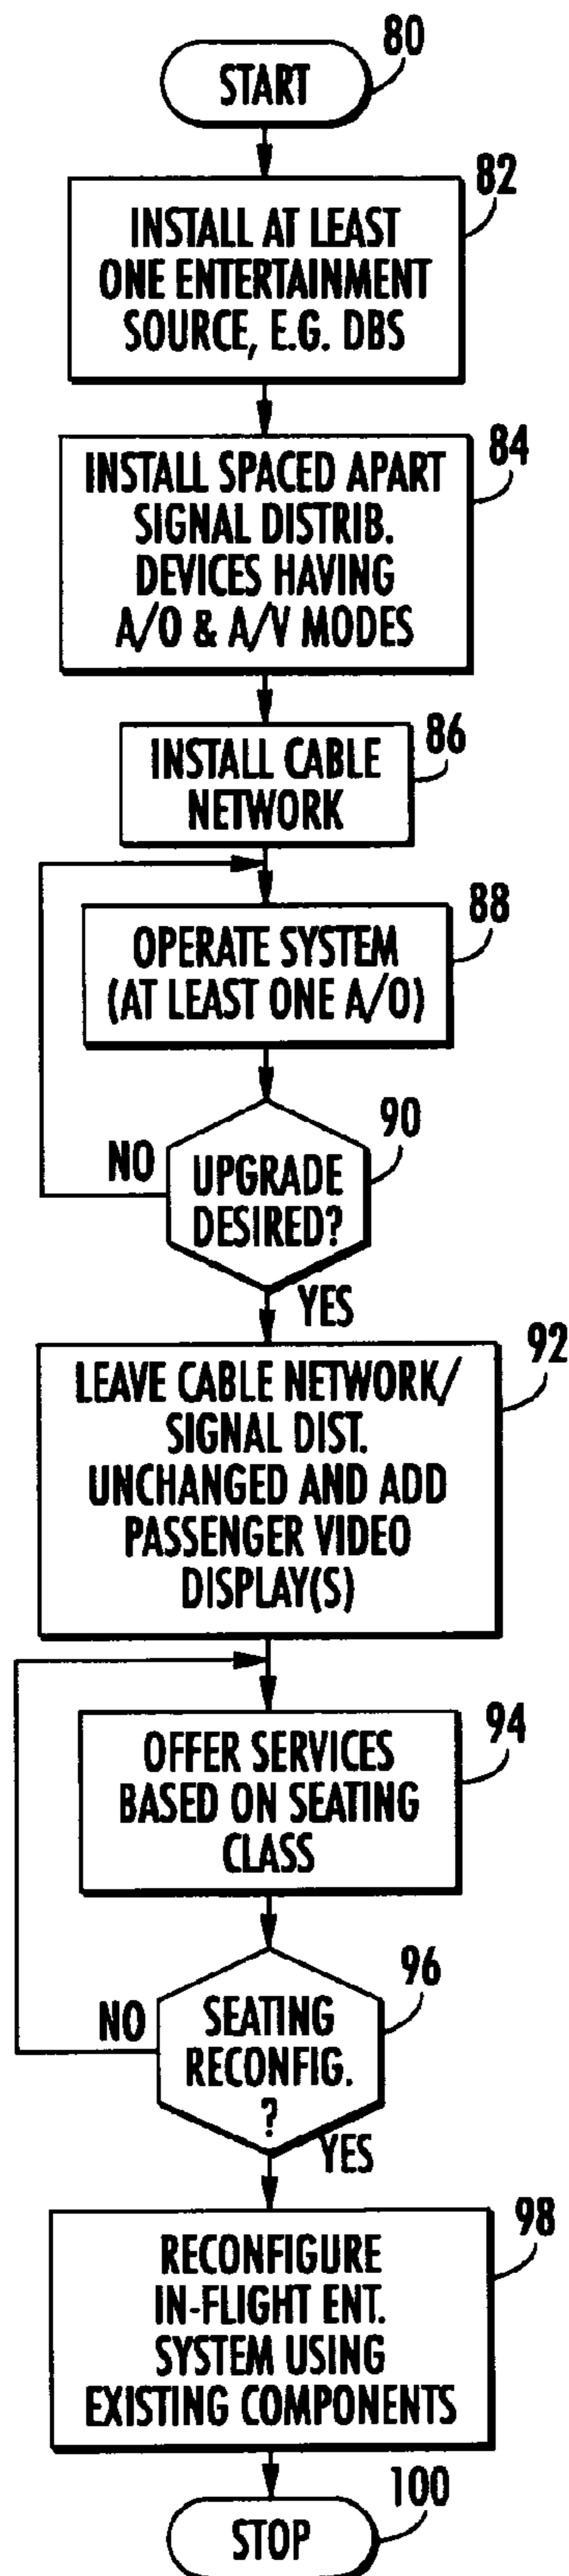 80
START
82
INSTALL AT LEAST
ONE ENTERTAINMENT
SOURCE, E.G. DBS
84
INSTALL SPACED APART
SIGNAL DISTRIB.
DEVICES HAVING
A/O & A/V MODES
86
INSTALL CABLE
NETWORK
88
OPERATE SYSTEM
(AT LEAST ONE A/O)
90
NO
UPGRADE
DESIRED?
YES
92
LEAVE CABLE NETWORK/
SIGNAL DIST.
UNCHANGED AND ADD
PASSENGER VIDEO
DISPLAY(S)
94
OFFER SERVICES
BASED ON SEATING
CLASS
96
NO
SEATING
RECONFIG.
?
YES
98
RECONFIGURE
IN-FLIGHT ENT.
SYSTEM USING
EXISTING COMPONENTS
100
STOP